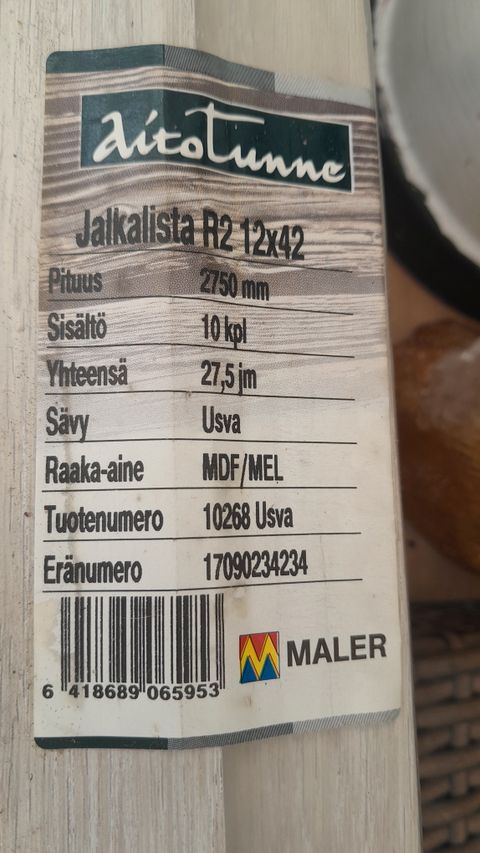 AitoTunne
Jalkalista R2 12x42
Pituus 2750 mm
Sisältö 10 kpl
Yhteensä 27,5 jm
Sävy Usva
Raaka-aine MDF/MEL
Tuotenumero 10268 Usva
Eränumero 17090234234
6 418689 065953
MALER